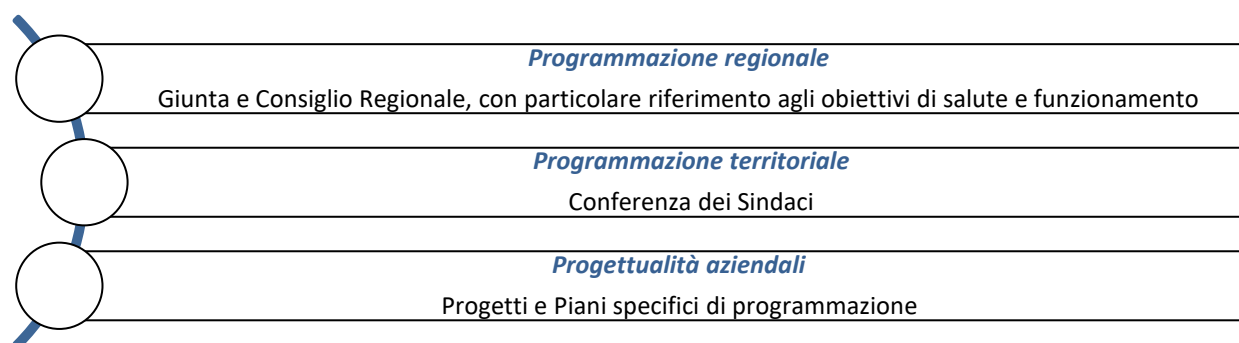 Programmazione regionale
Giunta e Consiglio Regionale, con particolare riferimento agli obiettivi di salute e funzionamento
Programmazione territoriale
Conferenza dei Sindaci
Progettualità aziendali
Progetti e Piani specifici di programmazione